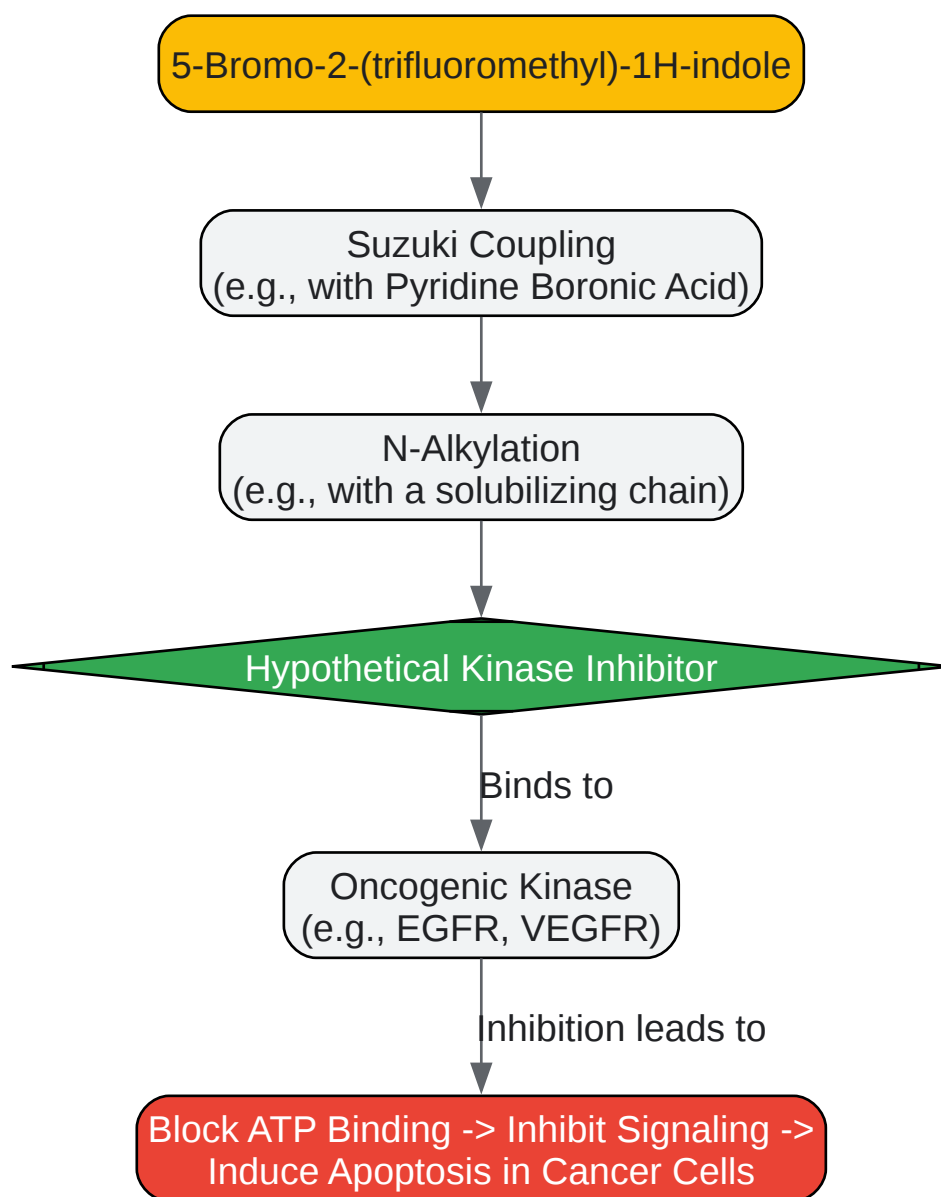 5-Bromo-2-(trifluoromethyl)-1H-indole
Suzuki Coupling
(e.g., with Pyridine Boronic Acid)
N-Alkylation
(e.g., with a solubilizing chain)
Hypothetical Kinase Inhibitor
Binds to
Oncogenic Kinase
(e.g., EGFR, VEGFR)
Inhibition leads to
Block ATP Binding -> Inhibit Signaling ->
Induce Apoptosis in Cancer Cells